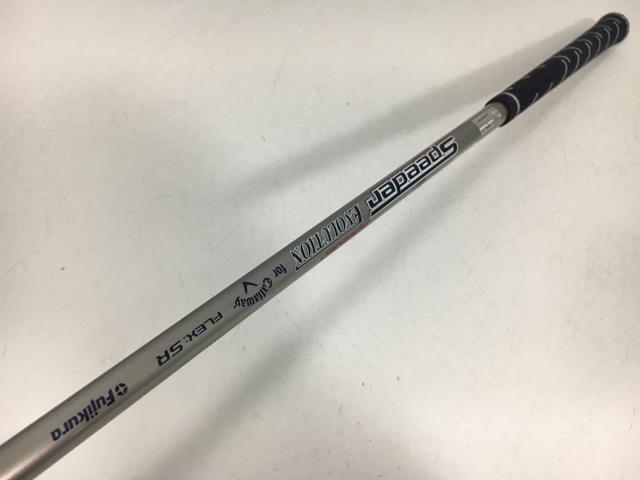 Speeder EVOLUTION for Callaway FLEX:SR Fujikura